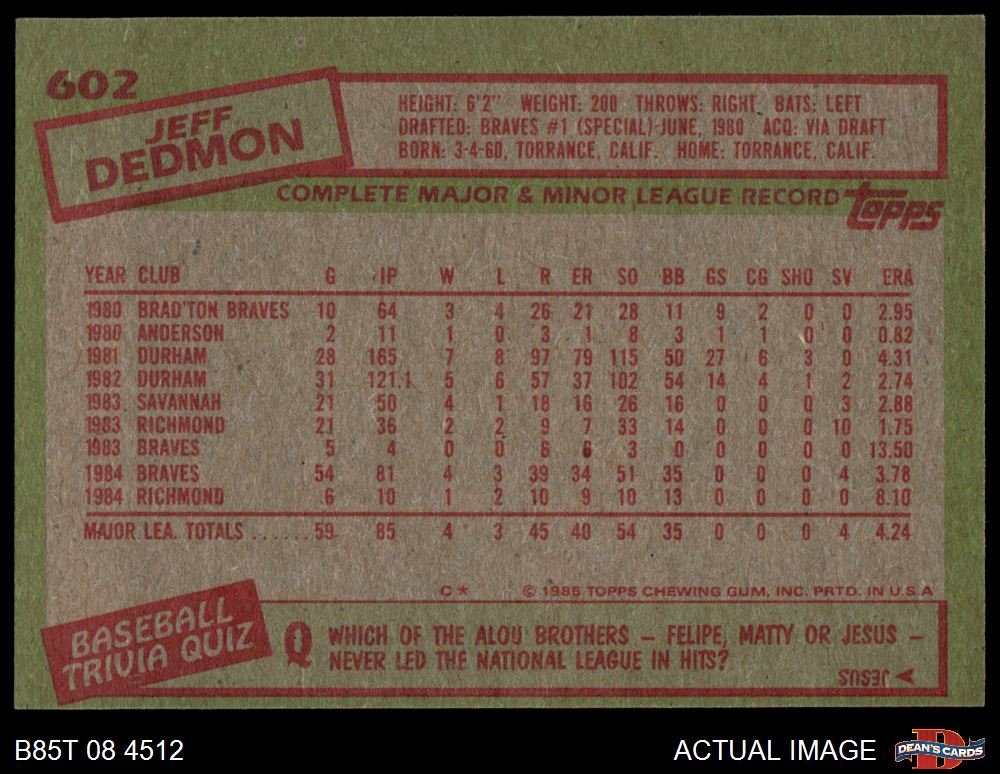 602
JEFF
DEDMON
HEIGHT: 6'2" WEIGHT: 200 THROWS: RIGHT. BATS: LEFT
DRAFTED: BRAVES #1 (SPECIAL)-JUNE, 1980 ACQ: VIA DRAFT
BORN: 3-4-60, TORRANCE, CALIF. HOME: TORRANCE, CALIF.
COMPLETE MAJOR & MINOR LEAGUE RECORD topps
YEAR CLUB G IP W L R ER SO BB GS CG SHO SV ERA
1980 BRAD'TON BRAVES 10 64 3 4 26 21 28 11 9 2 0 0 2.95
1980 ANDERSON 2 11 1 0 3 1 8 3 1 1 0 0 0.82
1981 DURHAM 28 165 7 8 97 79 115 50 27 6 3 0 4.31
1982 DURHAM 31 121.1 5 6 57 37 102 54 14 4 1 2 2.74
1983 SAVANNAH 21 50 4 1 18 16 26 16 0 0 0 3 2.88
1983 RICHMOND 21 36 2 2 9 7 33 14 0 0 0 10 1.75
1983 BRAVES 5 4 0 0 6 6 3 0 0 0 0 0 13.50
1984 BRAVES 54 81 4 3 39 34 51 35 0 0 0 4 3.78
1984 RICHMOND 6 10 1 2 10 9 10 13 0 0 0 0 8.10
MAJOR LEA. TOTALS ...... 59 85 4 3 45 40 54 35 0 0 0 4 4.24
C* © 1985 TOPPS CHEWING GUM, INC. PRTD. IN U.S.A
BASEBALL
TRIVIA QUIZ
Q WHICH OF THE ALOU BROTHERS — FELIPE, MATTY OR JESUS —
NEVER LED THE NATIONAL LEAGUE IN HITS?
JESUS
B85T 08 4512 ACTUAL IMAGE DEAN'S CARDS